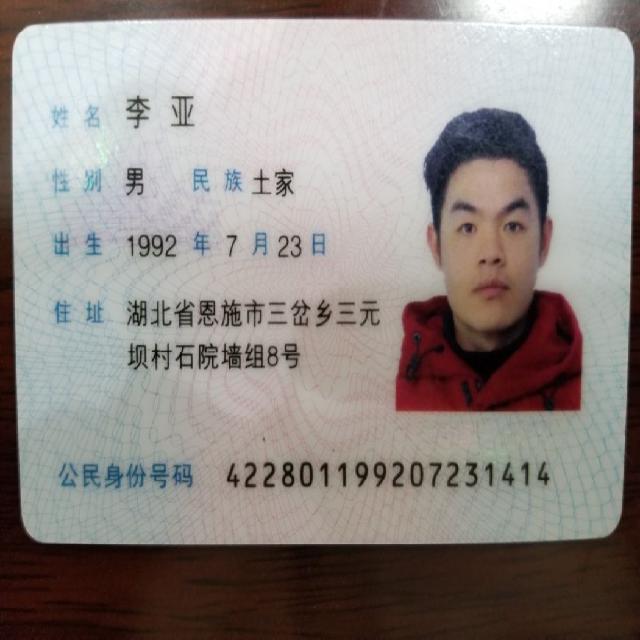 姓名 李亚
性别 男 民族 土家
出生 1992 年 7 月 23 日
住址 湖北省恩施市三岔乡三元
坝村石院墙组8号
公民身份号码 422801199207231414